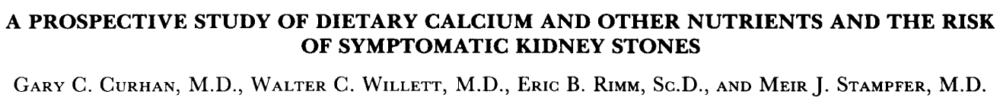 A PROSPECTIVE STUDY OF DIETARY CALCIUM AND OTHER NUTRIENTS AND THE RISK
OF SYMPTOMATIC KIDNEY STONES
GARY C. CURHAN, M.D., WALTER C. WILLETT, M.D., ERIC B. RIMM, SC.D., AND MEIR J. STAMPFER, M.D.